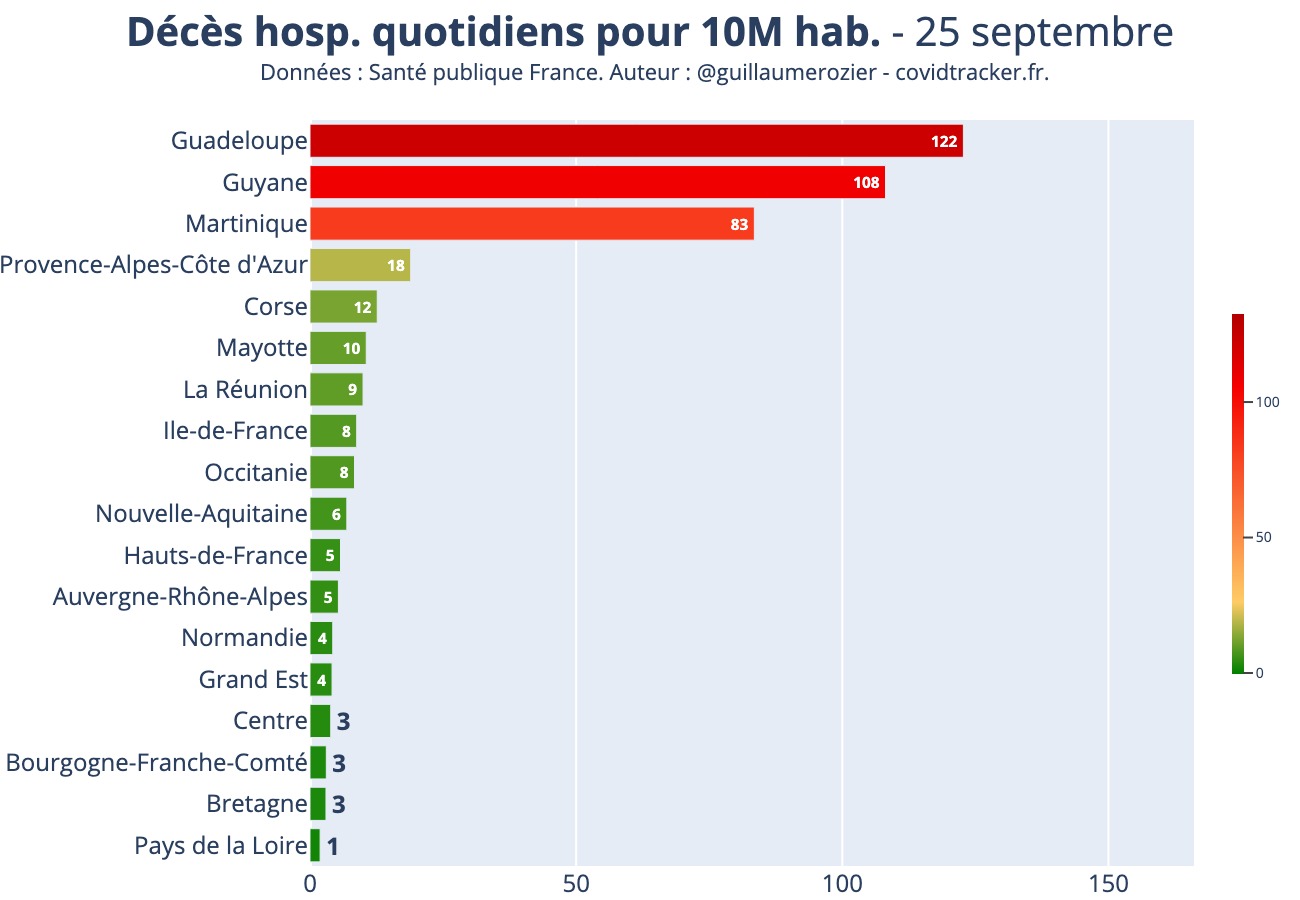 Décès hosp. quotidiens pour 10M hab. - 25 septembre
Données : Santé publique France. Auteur : @guillaumerozier - covidtracker.fr.
Guadeloupe 122
Guyane 108
Martinique 83
Provence-Alpes-Côte d'Azur 18
Corse 12
Mayotte 10
La Réunion 9
Ile-de-France 8
Occitanie 8
Nouvelle-Aquitaine 6
Hauts-de-France 5
Auvergne-Rhône-Alpes 5
Normandie 4
Grand Est 4
Centre 3
Bourgogne-Franche-Comté 3
Bretagne 3
Pays de la Loire 1
0 50 100 150
100
50
0